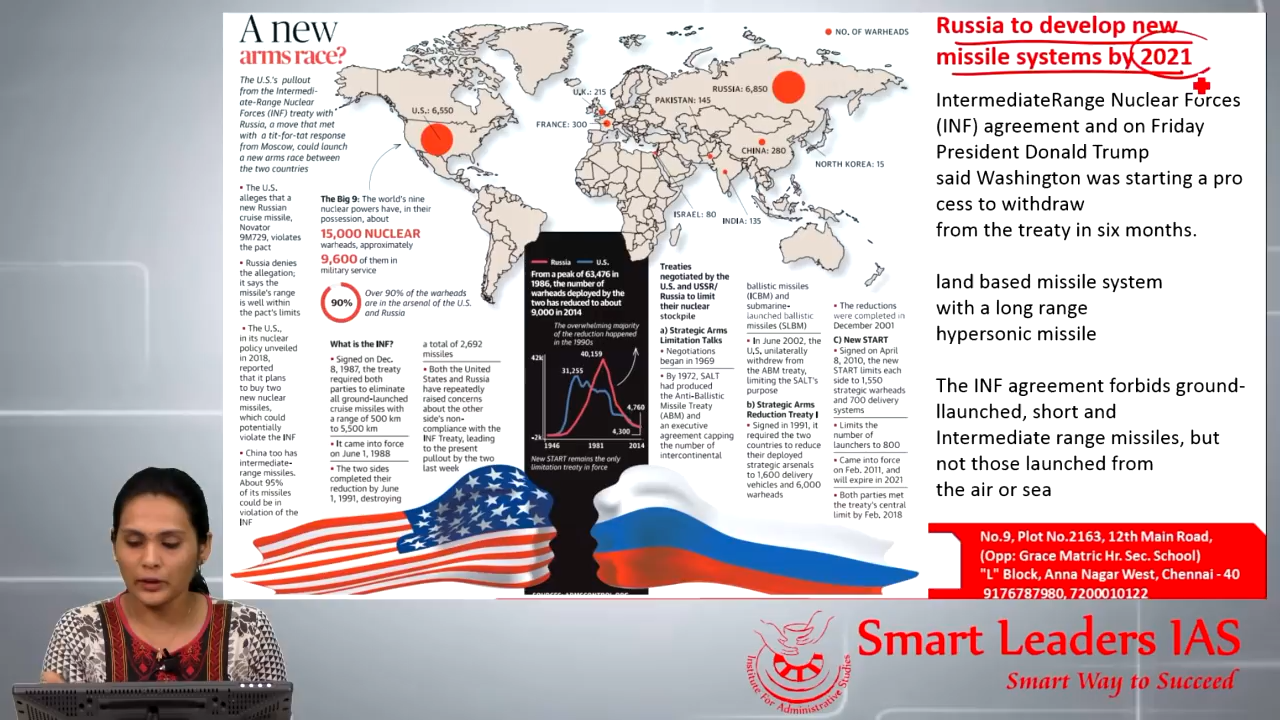 A new
arms race?
The U.S.'s pullout
from the Intermedi-
ate-Range Nuclear
Forces (INF) treaty with
Russia, a move that met
with a tit-for-tat response
from Moscow, could launch
a new arms race between
the two countries
• The U.S.
alleges that a
new Russian
cruise missile,
Novator
9M729, violates
the pact
• Russia denies
the allegation;
it says the
missile's range
is well within
the pact's limits
• The U.S.,
in its nuclear
policy unveiled
in 2018,
reported
that it plans
to buy two
new nuclear
missiles,
which could
potentially
violate the INF
• China too has
intermediate-
range missiles.
About 95%
of its missiles
could be in
violation of the
INF
NO. OF WARHEADS
U.S.: 6,550
U.K.: 215
FRANCE: 300
PAKISTAN: 145
RUSSIA: 6,850
CHINA: 280
NORTH KOREA: 15
ISRAEL: 80
INDIA: 135
The Big 9: The world's nine
nuclear powers have, in their
possession, about
15,000 NUCLEAR
warheads, approximately
9,600 of them in
military service
90%
Over 90% of the warheads
are in the arsenal of the U.S.
and Russia
What is the INF?
• Signed on Dec.
8, 1987, the treaty
required both
parties to eliminate
all ground-launched
cruise missiles with
a range of 500 km
to 5,500 km
• It came into force
on June 1, 1988
• The two sides
completed their
reduction by June
1, 1991, destroying
a total of 2,692
missiles
• Both the United
States and Russia
have repeatedly
raised concerns
about the other
side's non-
compliance with the
INF Treaty, leading
to the present
pullout by the two
last week
Russia U.S.
From a peak of 63,476 in
1986, the number of
warheads deployed by the
two has reduced to about
9,000 in 2014
The overwhelming majority
of the reduction happened
in the 1990s
42k
40,159
31,255
4,760
4,300
-2k
1946 1981 2014
New START remains the only
limitation treaty in force
SOURCES: ARMSCONTROL.ORG
Treaties
negotiated by the
U.S. and USSR/
Russia to limit
their nuclear
stockpile
a) Strategic Arms
Limitation Talks
• Negotiations
began in 1969
• By 1972, SALT
had produced
the Anti-Ballistic
Missile Treaty
(ABM) and
an executive
agreement capping
the number of
intercontinental
ballistic missiles
(ICBM) and
submarine-
launched ballistic
missiles (SLBM)
• In June 2002, the
U.S. unilaterally
withdrew from
the ABM treaty,
limiting the SALT's
purpose
b) Strategic Arms
Reduction Treaty I
• Signed in 1991, it
required the two
countries to reduce
their deployed
strategic arsenals
to 1,600 delivery
vehicles and 6,000
warheads
• The reductions
were completed in
December 2001
C) New START
• Signed on April
8, 2010, the new
START limits each
side to 1,550
strategic warheads
and 700 delivery
systems
• Limits the
number of
launchers to 800
• Came into force
on Feb. 2011, and
will expire in 2021
• Both parties met
the treaty's central
limit by Feb. 2018
Russia to develop new
missile systems by 2021
IntermediateRange Nuclear Forces
(INF) agreement and on Friday
President Donald Trump
said Washington was starting a pro
cess to withdraw
from the treaty in six months.
land based missile system
with a long range
hypersonic missile
The INF agreement forbids ground-
llaunched, short and
Intermediate range missiles, but
not those launched from
the air or sea
No.9, Plot No.2163, 12th Main Road,
(Opp: Grace Matric Hr. Sec. School)
"L" Block, Anna Nagar West, Chennai - 40
9176787980, 7200010122
Institute For Administrative Studies
Smart Leaders IAS
Smart Way to Succeed